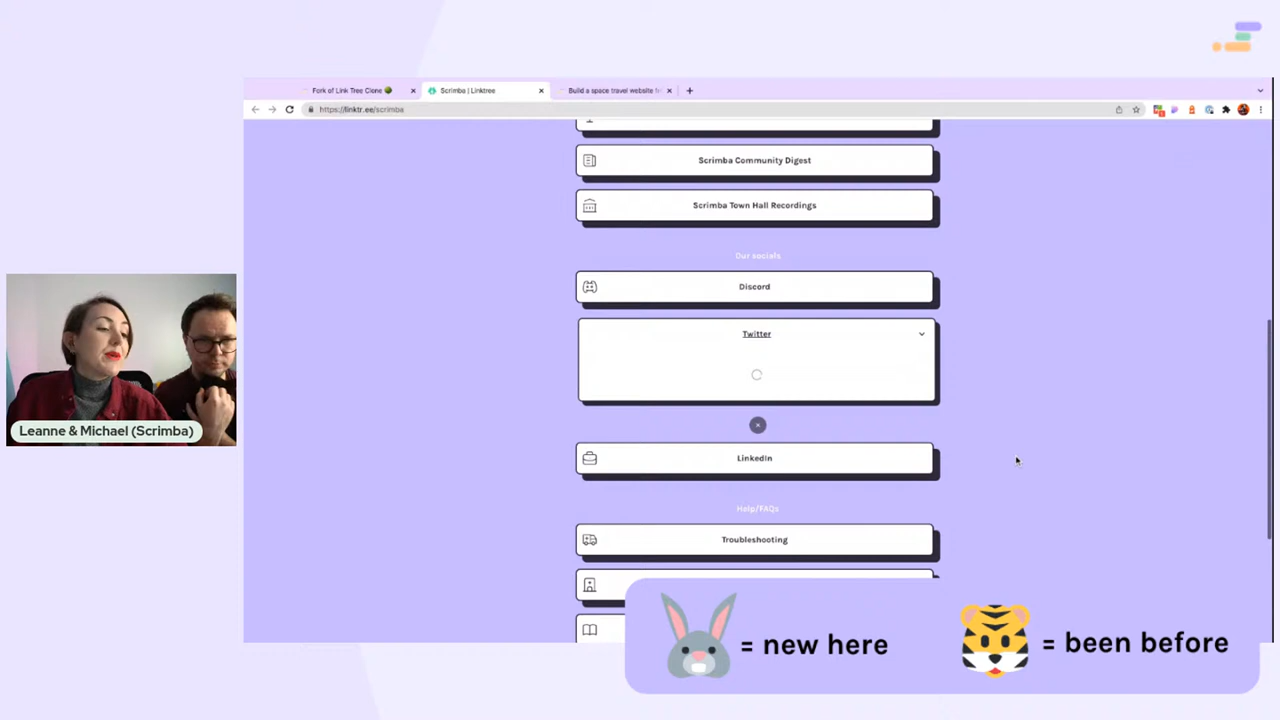 Fork of Link Tree Clone
Scrimba | Linktree
Build a space travel website fr
https://linktr.ee/scrimba
Scrimba Community Digest
Scrimba Town Hall Recordings
Our socials
Discord
Twitter
LinkedIn
Help/FAQs
Troubleshooting
Leanne & Michael (Scrimba)
= new here
= been before